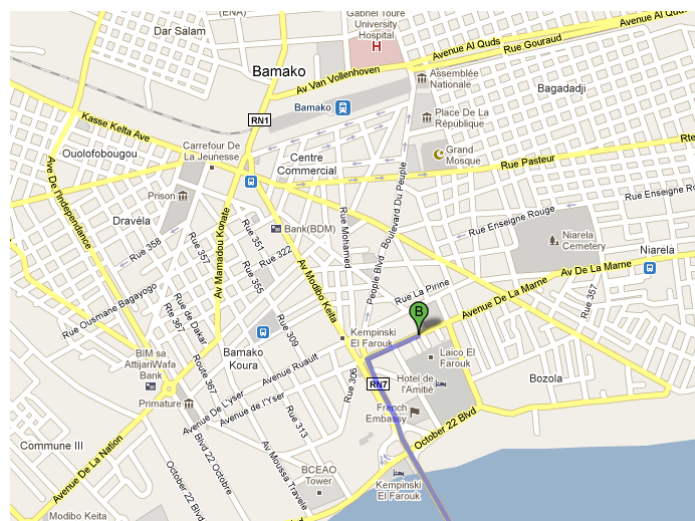 (ENA)
Dar Salam
Gabriel Toure
University
Hospital
H
Avenue Al Quds
Rue Gouraud
Avenue Al Quds
Bamako
Av Van Vollenhoven
Assemblée
Nationale
Bagadadji
Bamako
RN1
Place De La
République
Kasse Keita Ave
Ouolofobougou
Carrefour De
La Jeunesse
Centre
Commercial
Grand
Mosque
Rue Pasteur
Rte
Ave De l'Independance
Prison
Dravéla
Rue 358
Rue 357
Av Mamadou Konate
Rue 351
Bank(BDM)
Rue 322
Rue 355
Rue Mohamed
People Blvd - Boulevard Du Peuple
Rue Enseigne Rouge
Rue Enseigne
Niarela
Cemetery
Niarela
Av De La Marne
Avenue De La Marne
Rue 357
Rue La Pirine
Av Modibo Keita
Rue Ousmane Bagayogo
Rue de Dakar
Rte 367
Route 367
Rue 309
Bamako
Koura
B
Kempinski
El Farouk
Laico El
Farouk
BIM sa
AttijariWafa
Bank
Avenue Ruault
Rue 306
RN7
Hotel de
l'Amitié
Bozola
Primature
Avenue De L'Yser
Avenue de l'Yser
French
Embassy
October 22 Blvd
Commune III
Avenue De La Nation
Blvd 22 Octobre
October 22 Blvd
Rue 313
Av Moussa Travele
BCEAO
Tower
Kempinski
El Farouk
Modibo Keita